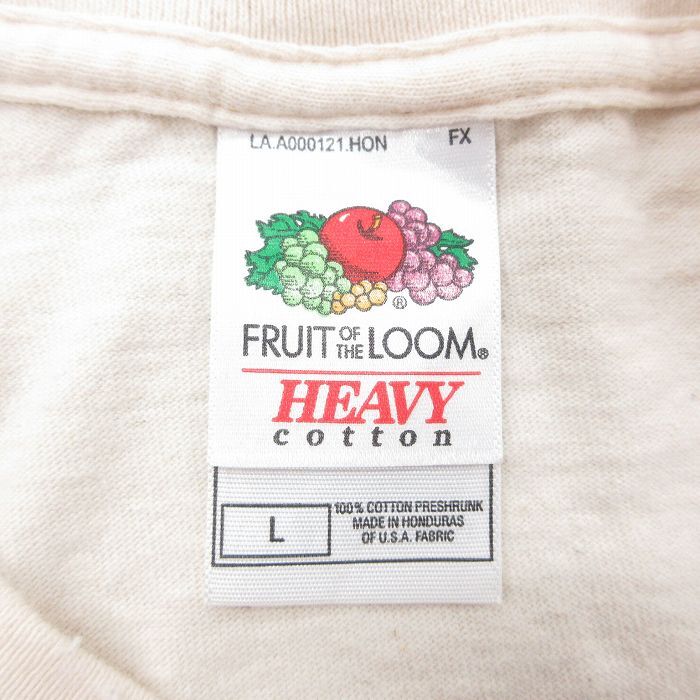 LA.A000121.HON FX
®
FRUIT OF THE LOOM®
HEAVY
cotton
L
100% COTTON PRESHRUNK
MADE IN HONDURAS
OF U.S.A. FABRIC